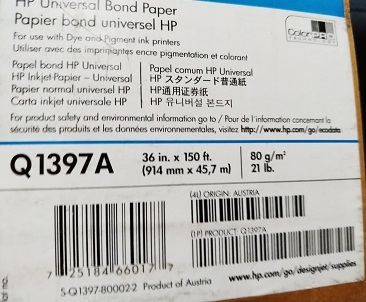 HP Universal Bond Paper
Papier bond universel HP
For use with Dye and Pigment ink printers
Utiliser avec des imprimantes encre pigmentation et colorant
Papel bond HP Universal
HP Inkjet-Papier – Universal
Papier normal universel HP
Carta inkjet universale HP
Papel comum HP Universal
HP スタンダード普通紙
HP通用证券纸
HP 유니버설 본드지
For product safety and environmental information go to / Pour de l'information concernant la
sécurité des produits et les données environnementales, visitez http://www.hp.com/go/ecodata
Q1397A
36 in. x 150 ft.
(914 mm x 45,7 m)
80 g/m²
21 lb.
(4L) ORIGIN: AUSTRIA
(1P) PRODUCT: Q1397A
7 25184 66017 7
S-Q1397-80002-2 Product of Austria
www.hp.com/go/designjet/supplies